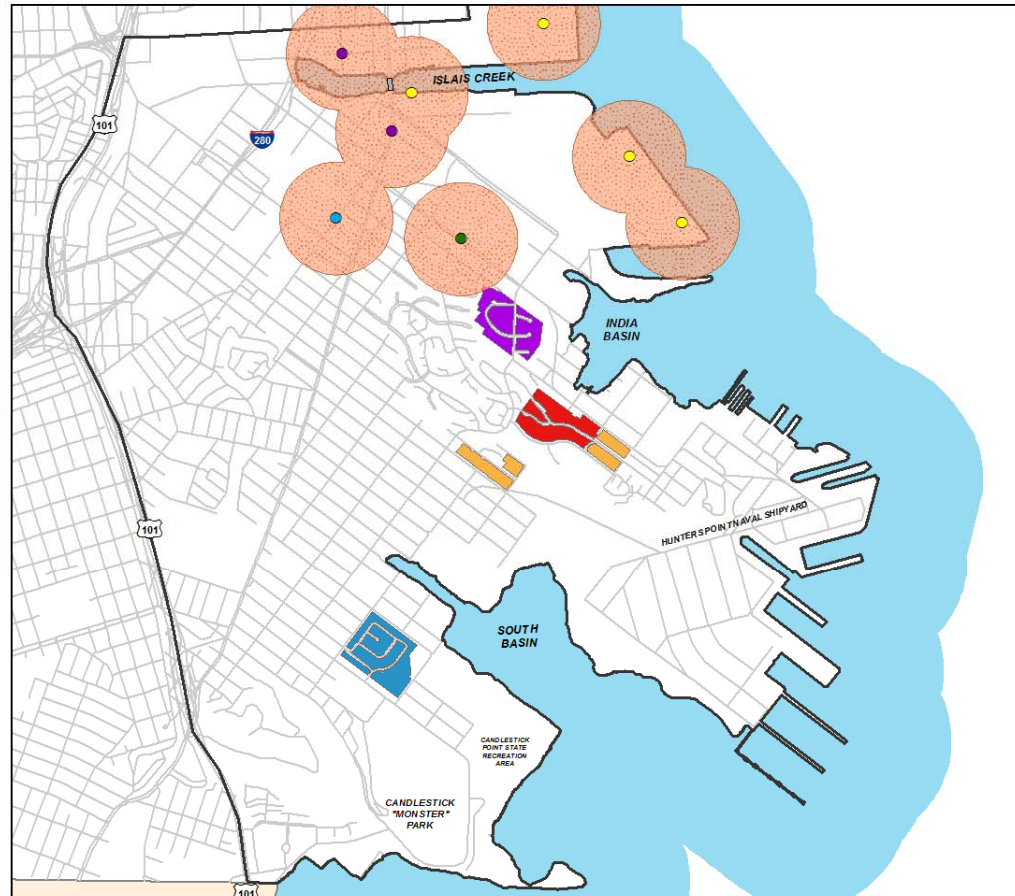 ISLAIS CREEK
101
280
INDIA
BASIN
101
HUNTERS POINT NAVAL SHIPYARD
SOUTH
BASIN
CANDLESTICK
POINT STATE
RECREATION
AREA
CANDLESTICK
"MONSTER"
PARK
101